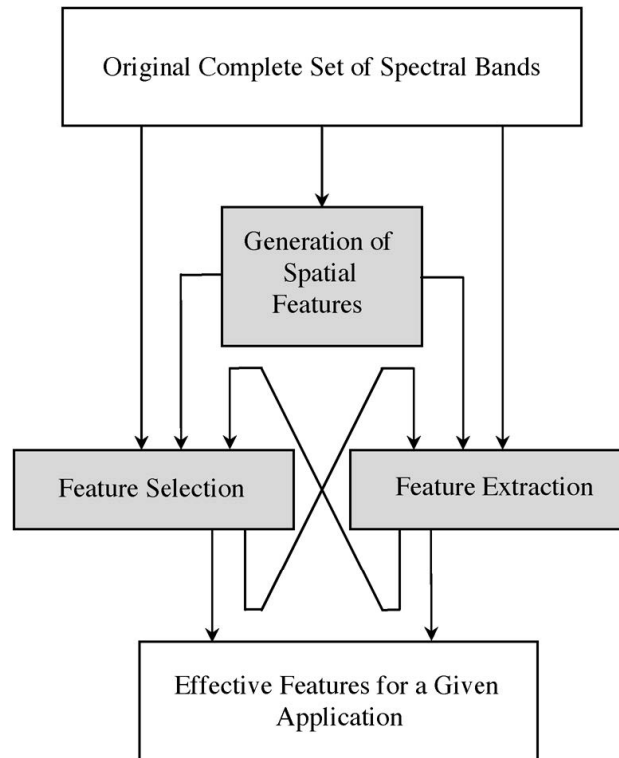 Original Complete Set of Spectral Bands
Generation of
Spatial
Features
Feature Selection
Feature Extraction
Effective Features for a Given
Application